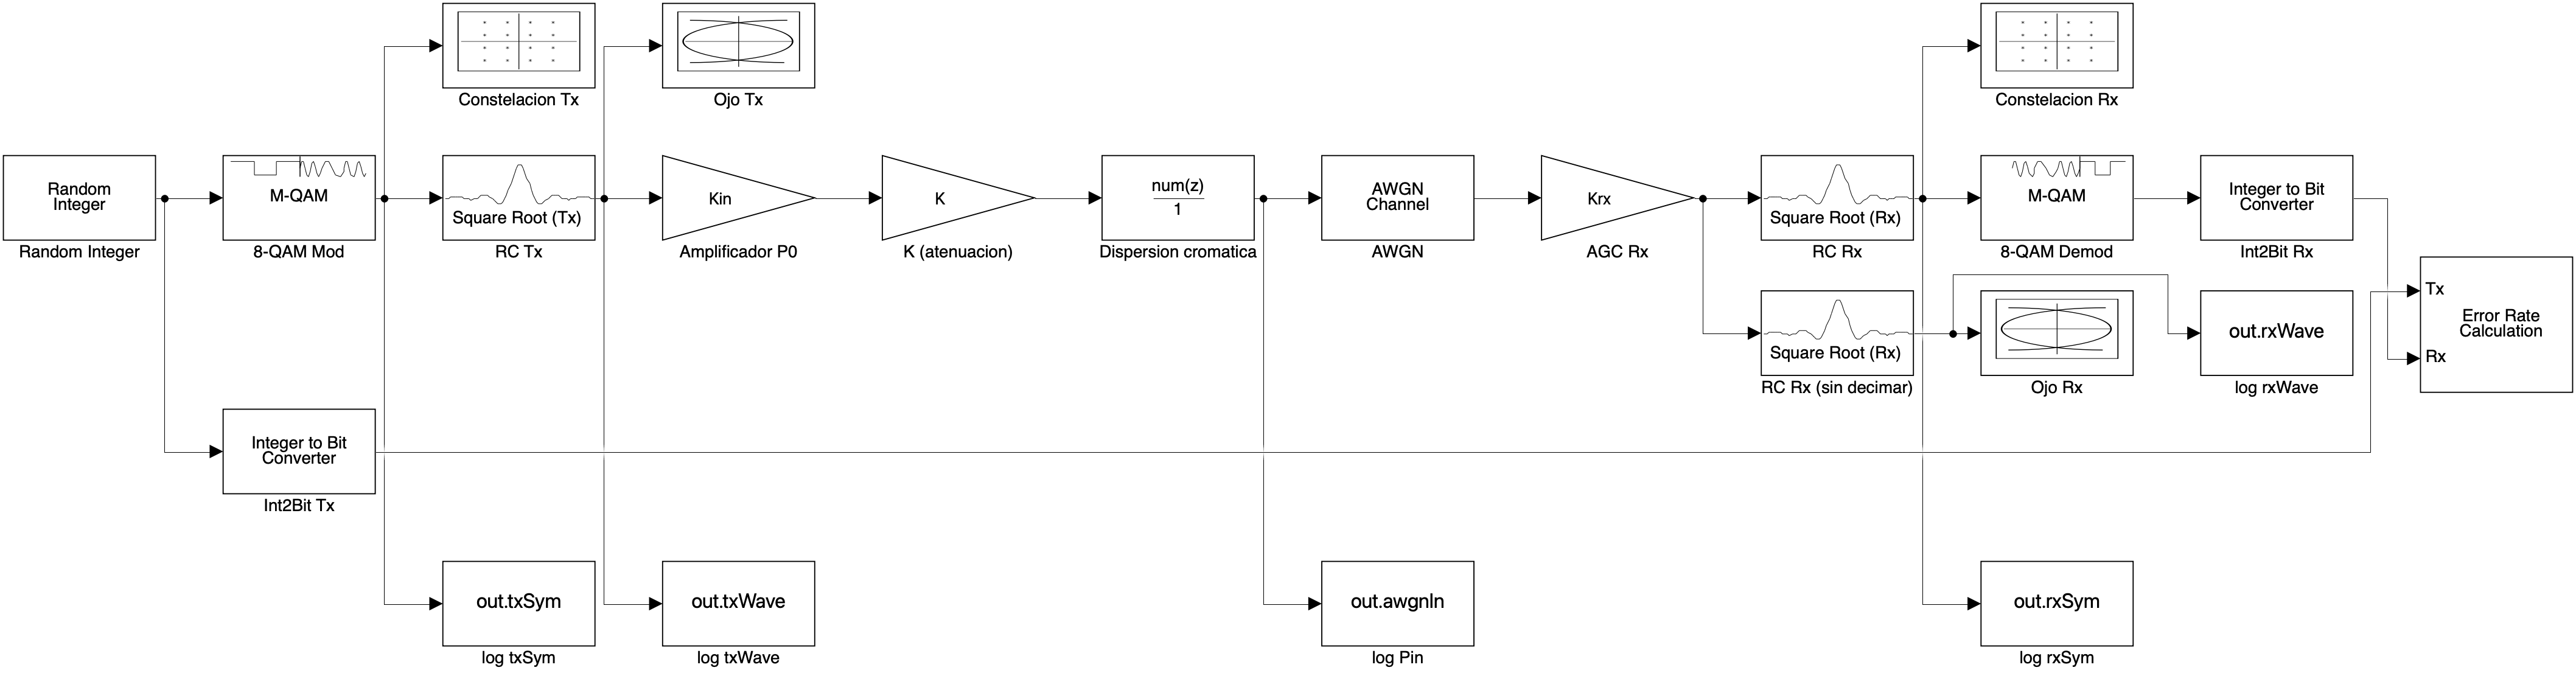 Constelacion Tx
Ojo Tx
Constelacion Rx
Random
Integer
Random Integer
M-QAM
8-QAM Mod
Square Root (Tx)
RC Tx
Kin
Amplificador P0
K
K (atenuacion)
num(z)
1
Dispersion cromatica
AWGN
Channel
AWGN
Krx
AGC Rx
Square Root (Rx)
RC Rx
M-QAM
8-QAM Demod
Integer to Bit
Converter
Int2Bit Rx
Square Root (Rx)
RC Rx (sin decimar)
Ojo Rx
out.rxWave
log rxWave
Tx
Rx
Error Rate
Calculation
Integer to Bit
Converter
Int2Bit Tx
out.txSym
log txSym
out.txWave
log txWave
out.awgnIn
log Pin
out.rxSym
log rxSym